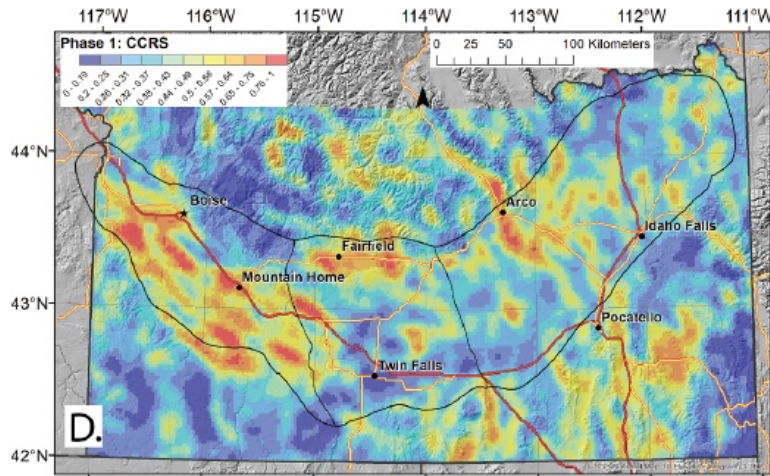 117°W 116°W 115°W 114°W 113°W 112°W 111°W
Phase 1: CCRS
0 - 0.19
0.2 - 0.25
0.26 - 0.31
0.32 - 0.37
0.38 - 0.43
0.44 - 0.49
0.5 - 0.56
0.57 - 0.64
0.65 - 0.75
0.76 - 1
0 25 50 100 Kilometers
44°N
Boise
Arco
Idaho Falls
Fairfield
Mountain Home
43°N
Pocatello
Twin Falls
D.
42°N